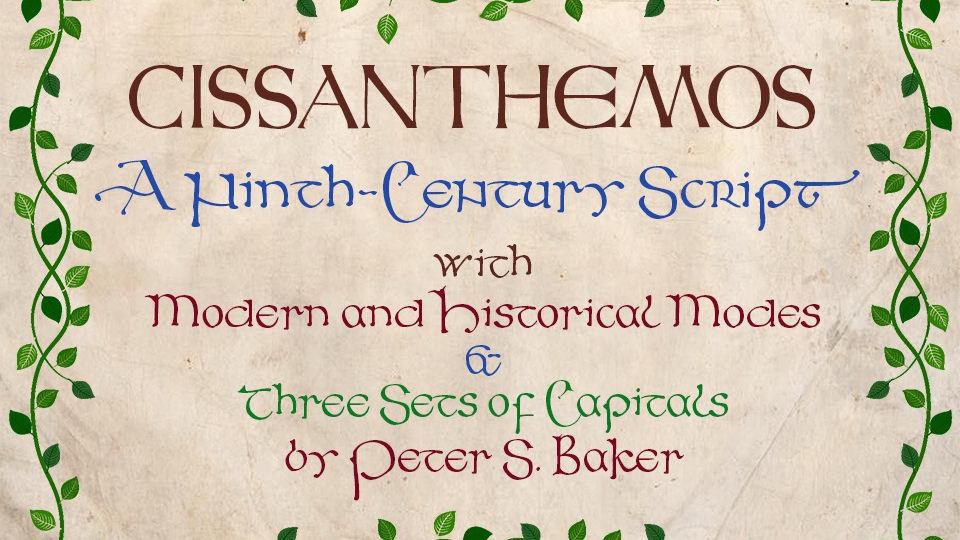 CISSANTHEMOS
A Ninth-Century Script
with
Modern and Historical Modes
&
Three Sets of Capitals
by Peter S. Baker